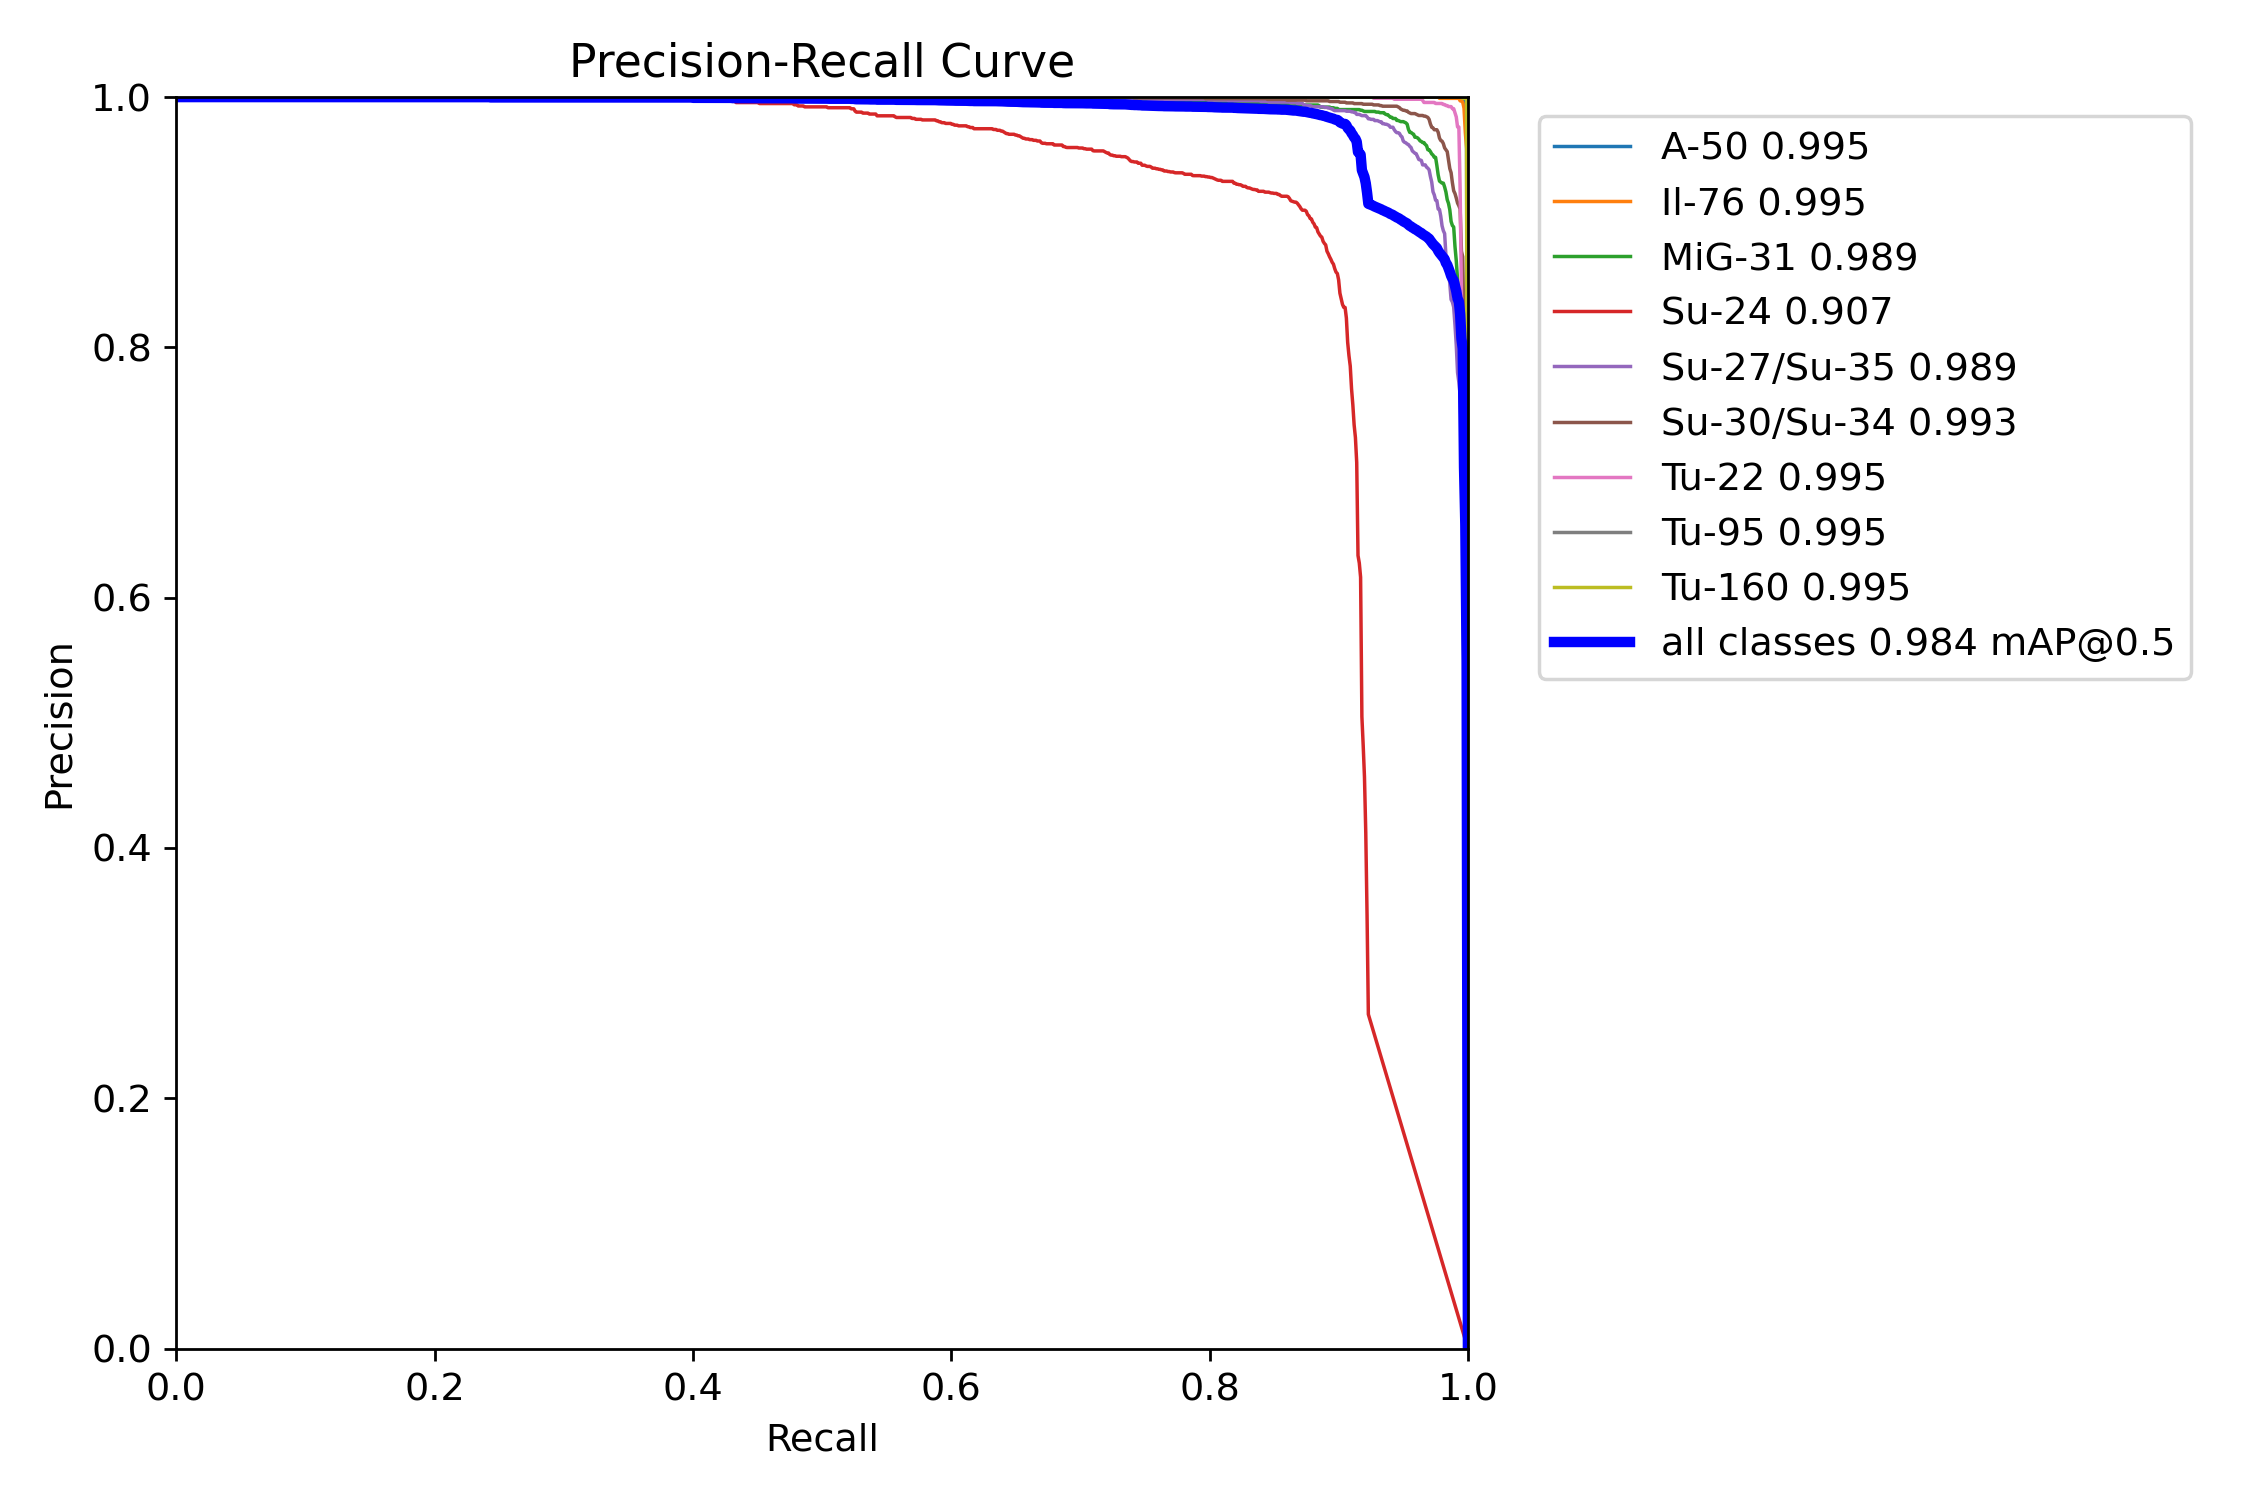 Precision-Recall Curve
1.0
0.8
0.6
0.4
0.2
0.0
Precision
0.0 0.2 0.4 0.6 0.8 1.0
Recall
A-50 0.995
Il-76 0.995
MiG-31 0.989
Su-24 0.907
Su-27/Su-35 0.989
Su-30/Su-34 0.993
Tu-22 0.995
Tu-95 0.995
Tu-160 0.995
all classes 0.984 mAP@0.5